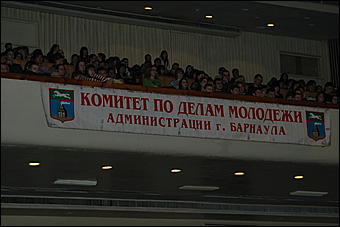 КОМИТЕТ ПО ДЕЛАМ МОЛОДЕЖИ
АДМИНИСТРАЦИИ г. БАРНАУЛА